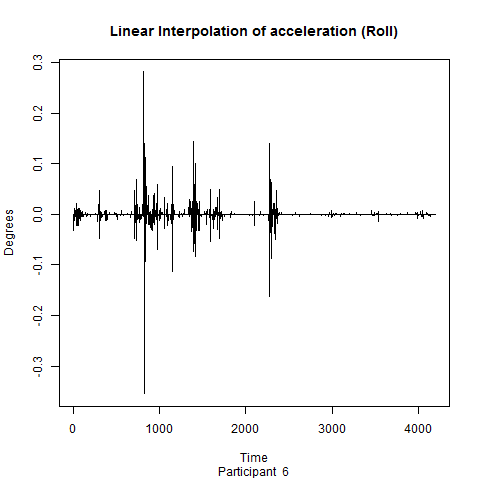 Linear Interpolation of acceleration (Roll)
0.3
0.2
0.1
0.0
-0.1
-0.2
-0.3
Degrees
0 1000 2000 3000 4000
Time
Participant 6